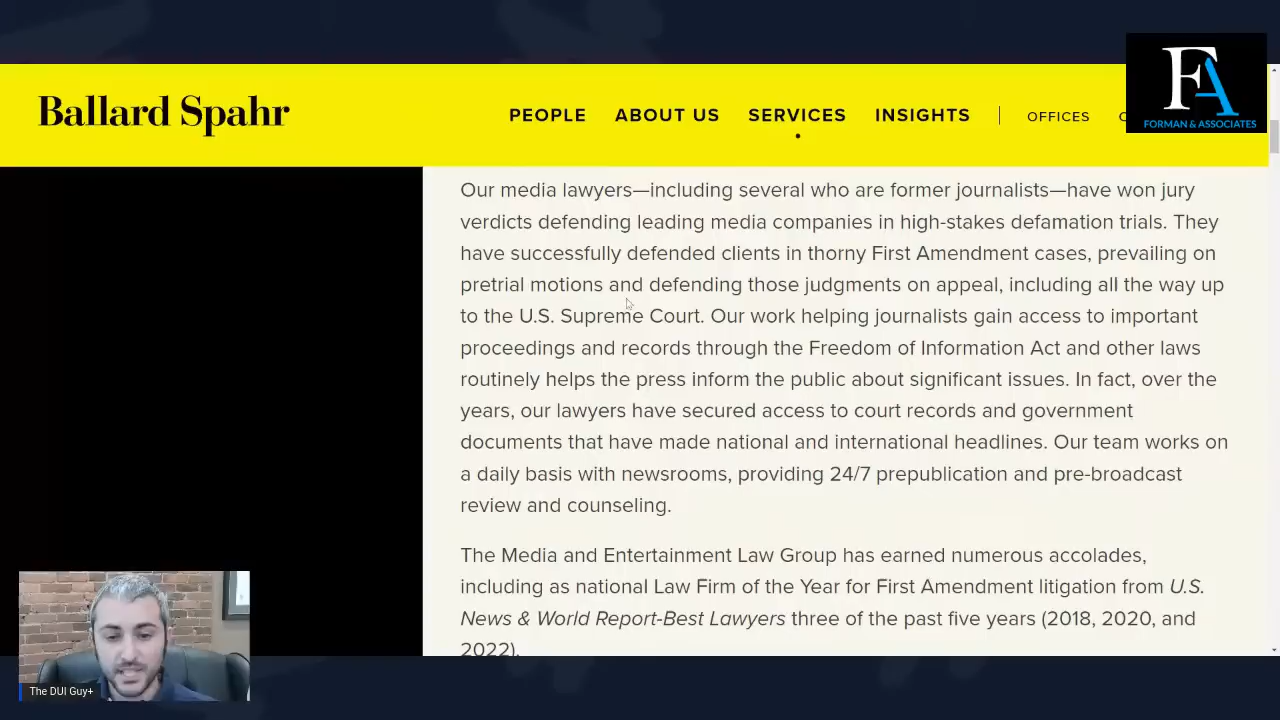 Ballard Spahr
PEOPLE ABOUT US SERVICES INSIGHTS OFFICES
FA
FORMAN & ASSOCIATES
Our media lawyers—including several who are former journalists—have won jury
verdicts defending leading media companies in high-stakes defamation trials. They
have successfully defended clients in thorny First Amendment cases, prevailing on
pretrial motions and defending those judgments on appeal, including all the way up
to the U.S. Supreme Court. Our work helping journalists gain access to important
proceedings and records through the Freedom of Information Act and other laws
routinely helps the press inform the public about significant issues. In fact, over the
years, our lawyers have secured access to court records and government
documents that have made national and international headlines. Our team works on
a daily basis with newsrooms, providing 24/7 prepublication and pre-broadcast
review and counseling.
The Media and Entertainment Law Group has earned numerous accolades,
including as national Law Firm of the Year for First Amendment litigation from U.S.
News & World Report-Best Lawyers three of the past five years (2018, 2020, and
2022).
The DUI Guy+